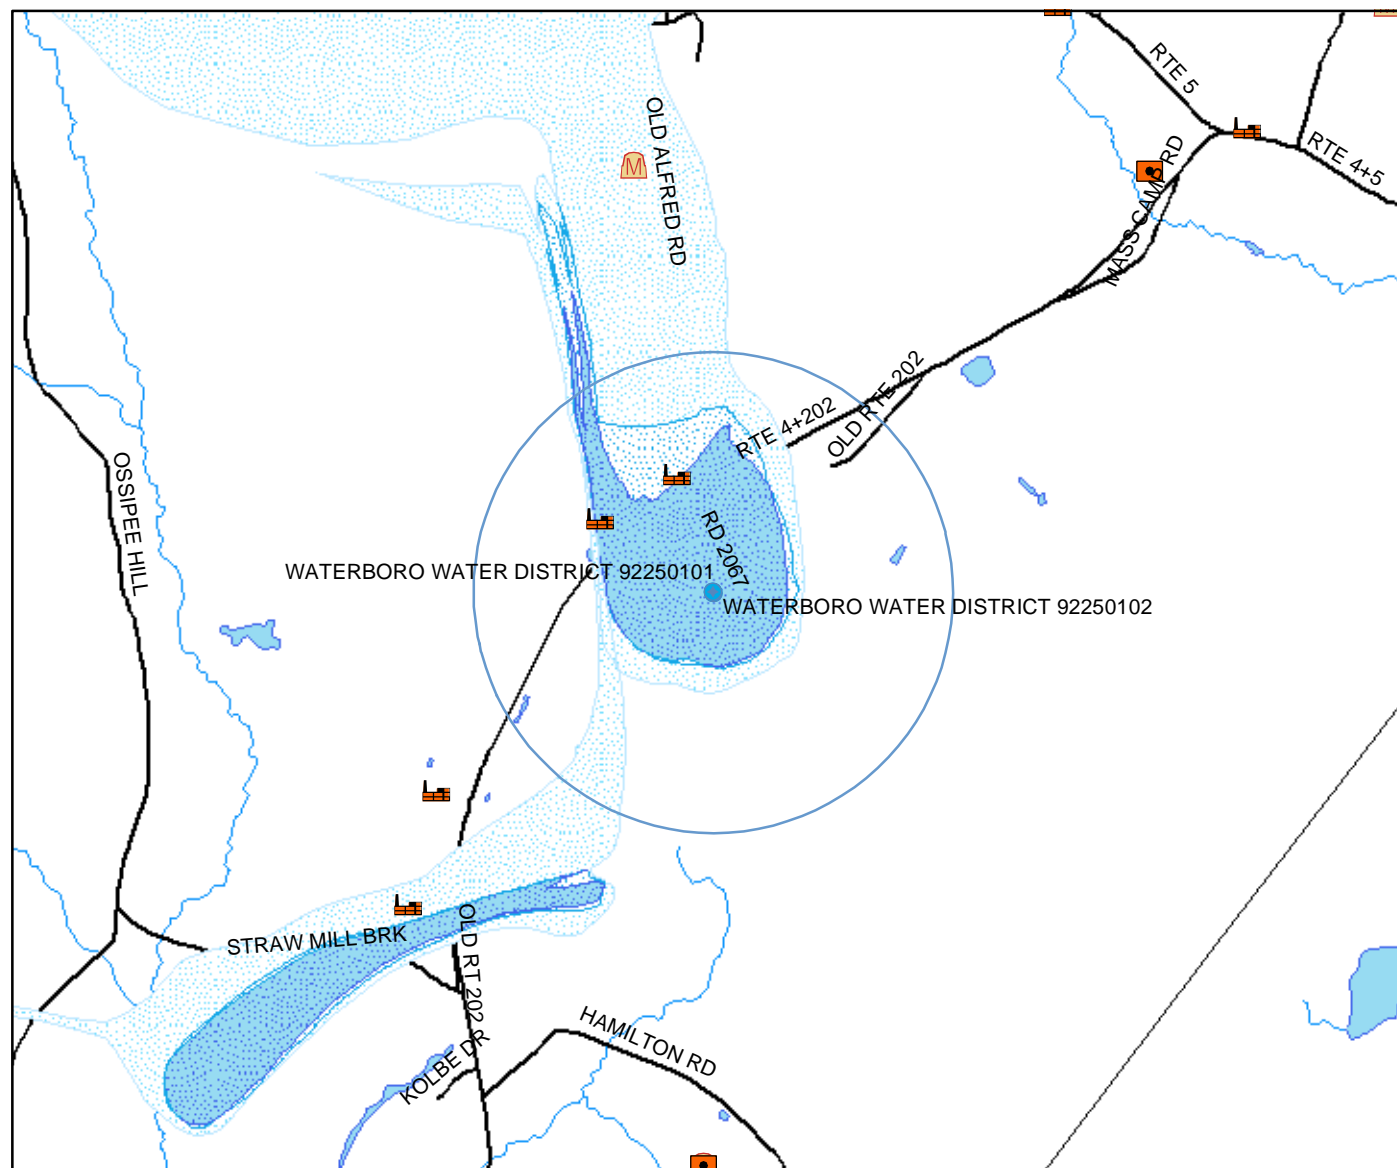 RTE 5
RTE 4+5
OLD ALFRED RD
M
MASS CAMP RD
RTE 4+202
OLD RTE 202
OSSIPEE HILL
RD 2067
WATERBORO WATER DISTRICT 92250101
WATERBORO WATER DISTRICT 92250102
STRAW MILL BRK
OLD RT 202
HAMILTON RD
KOLBE DR